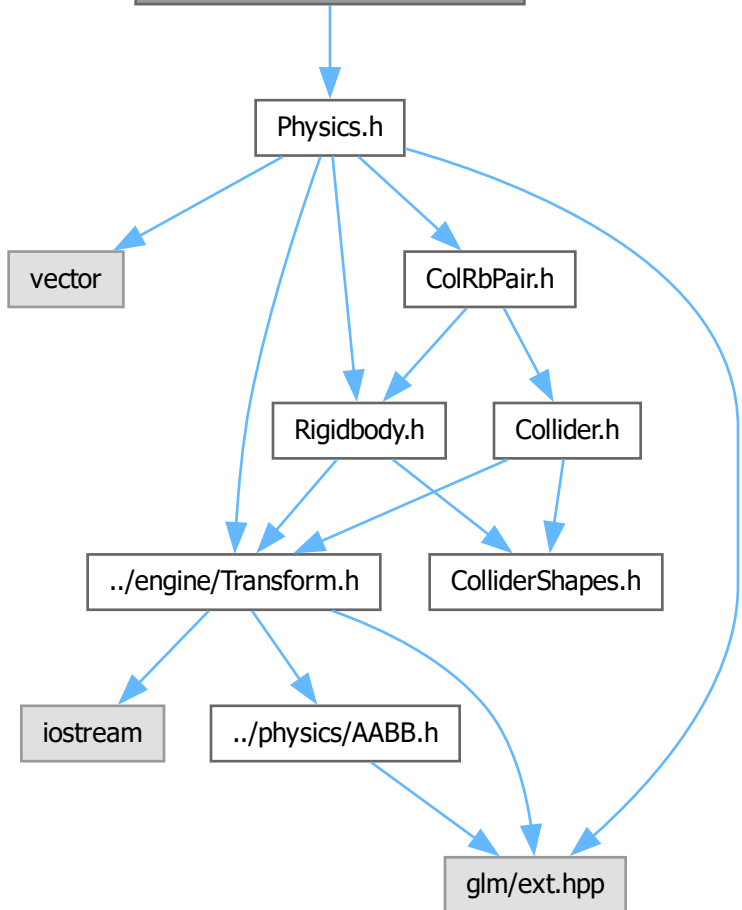 Physics.h
vector
ColRbPair.h
Rigidbody.h
Collider.h
../engine/Transform.h
ColliderShapes.h
iostream
../physics/AABB.h
glm/ext.hpp